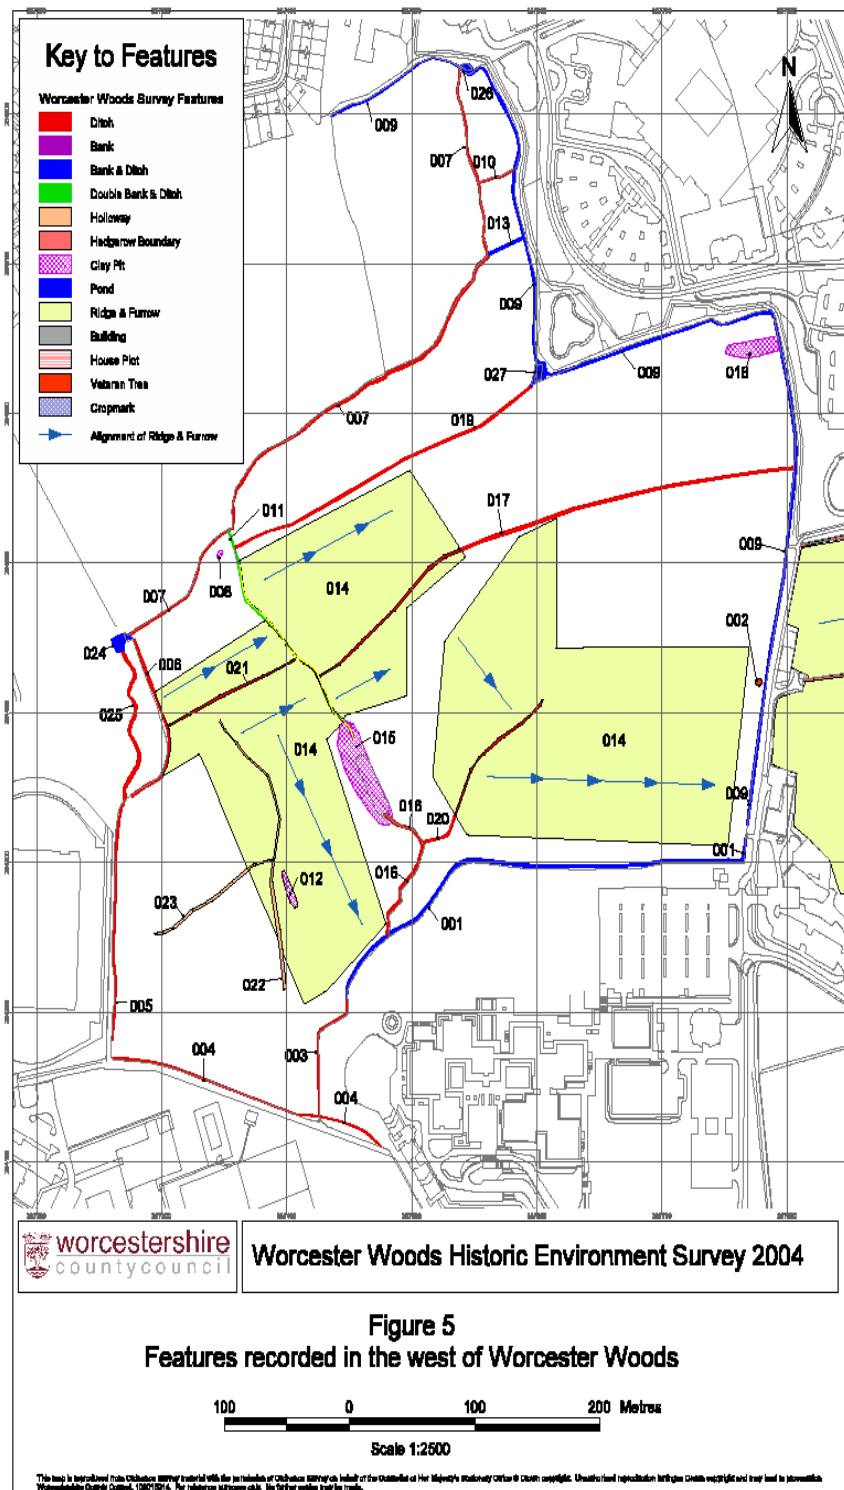 Key to Features
Worcester Woods Survey Features
Ditch
Bank
Bank & Ditch
Double Bank & Ditch
Holloway
Hedgerow Boundary
Clay Pit
Pond
Ridge & Furrow
Building
House Plot
Veteran Tree
Cropmark
Alignment of Ridge & Furrow
N
026
009
007
010
013
009
027
009
018
007
019
011
017
006
009
007
014
002
024
006
021
025
015
014
014
009
016
020
001
016
012
023
001
022
005
003
004
004
worcestershire
countycouncil
Worcester Woods Historic Environment Survey 2004
Figure 5
Features recorded in the west of Worcester Woods
100 0 100 200 Metres
Scale 1:2500